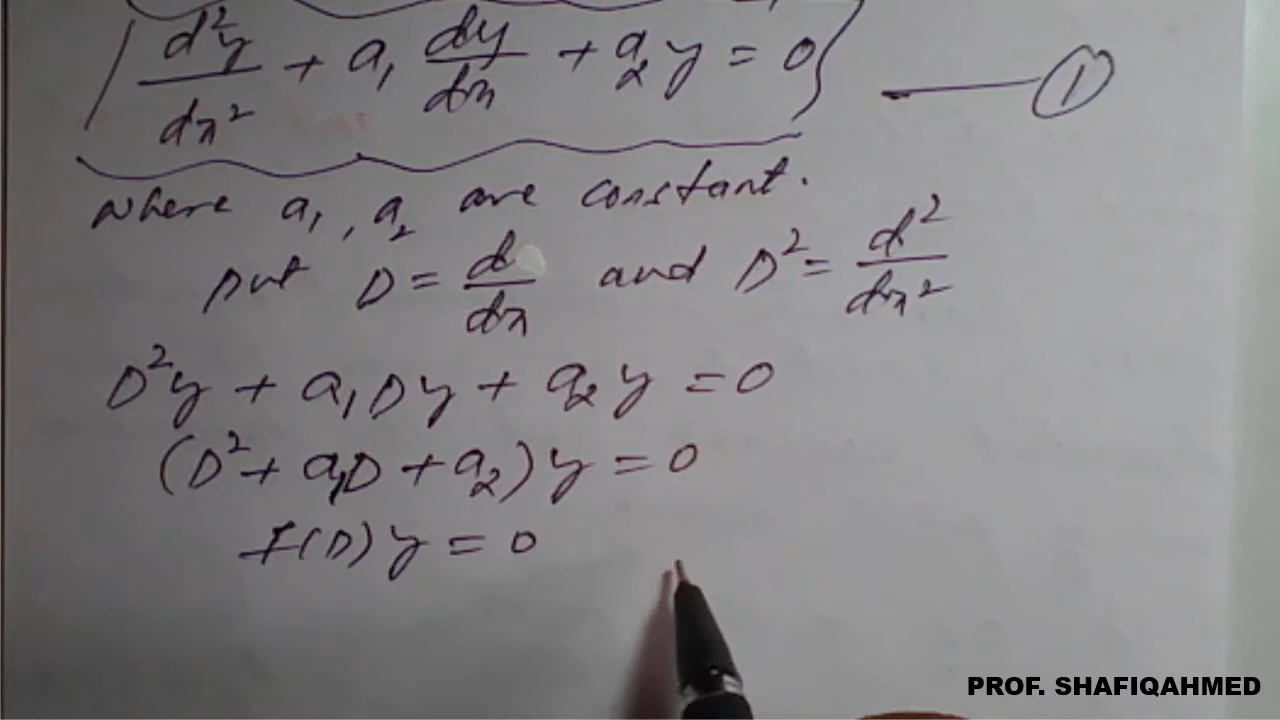 d²y/dx² + a₁ dy/dx + a₂ y = 0 — ①
where a₁, a₂ are constant.
put D = d/dx and D² = d²/dx²
D²y + a₁Dy + a₂y = 0
(D² + a₁D + a₂)y = 0
f(D)y = 0
PROF. SHAFIQAHMED